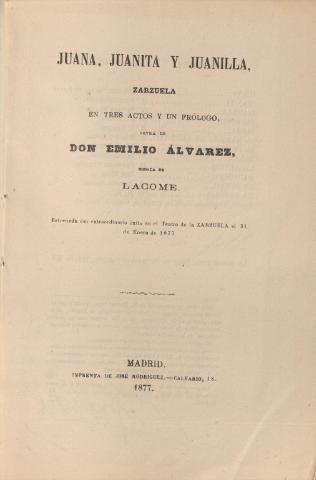 JUANA, JUANITA Y JUANILLA,
ZARZUELA
EN TRES ACTOS Y UN PRÓLOGO,
LETRA DE
DON EMILIO ÁLVAREZ,
MÚSICA DE
LACOME.
Estrenada con extraordinario éxito en el Teatro de la ZARZUELA el 31
de Enero de 1877
MADRID.
IMPRENTA DE JOSÉ RODRIGUEZ.—CALVARIO, 18.
1877.